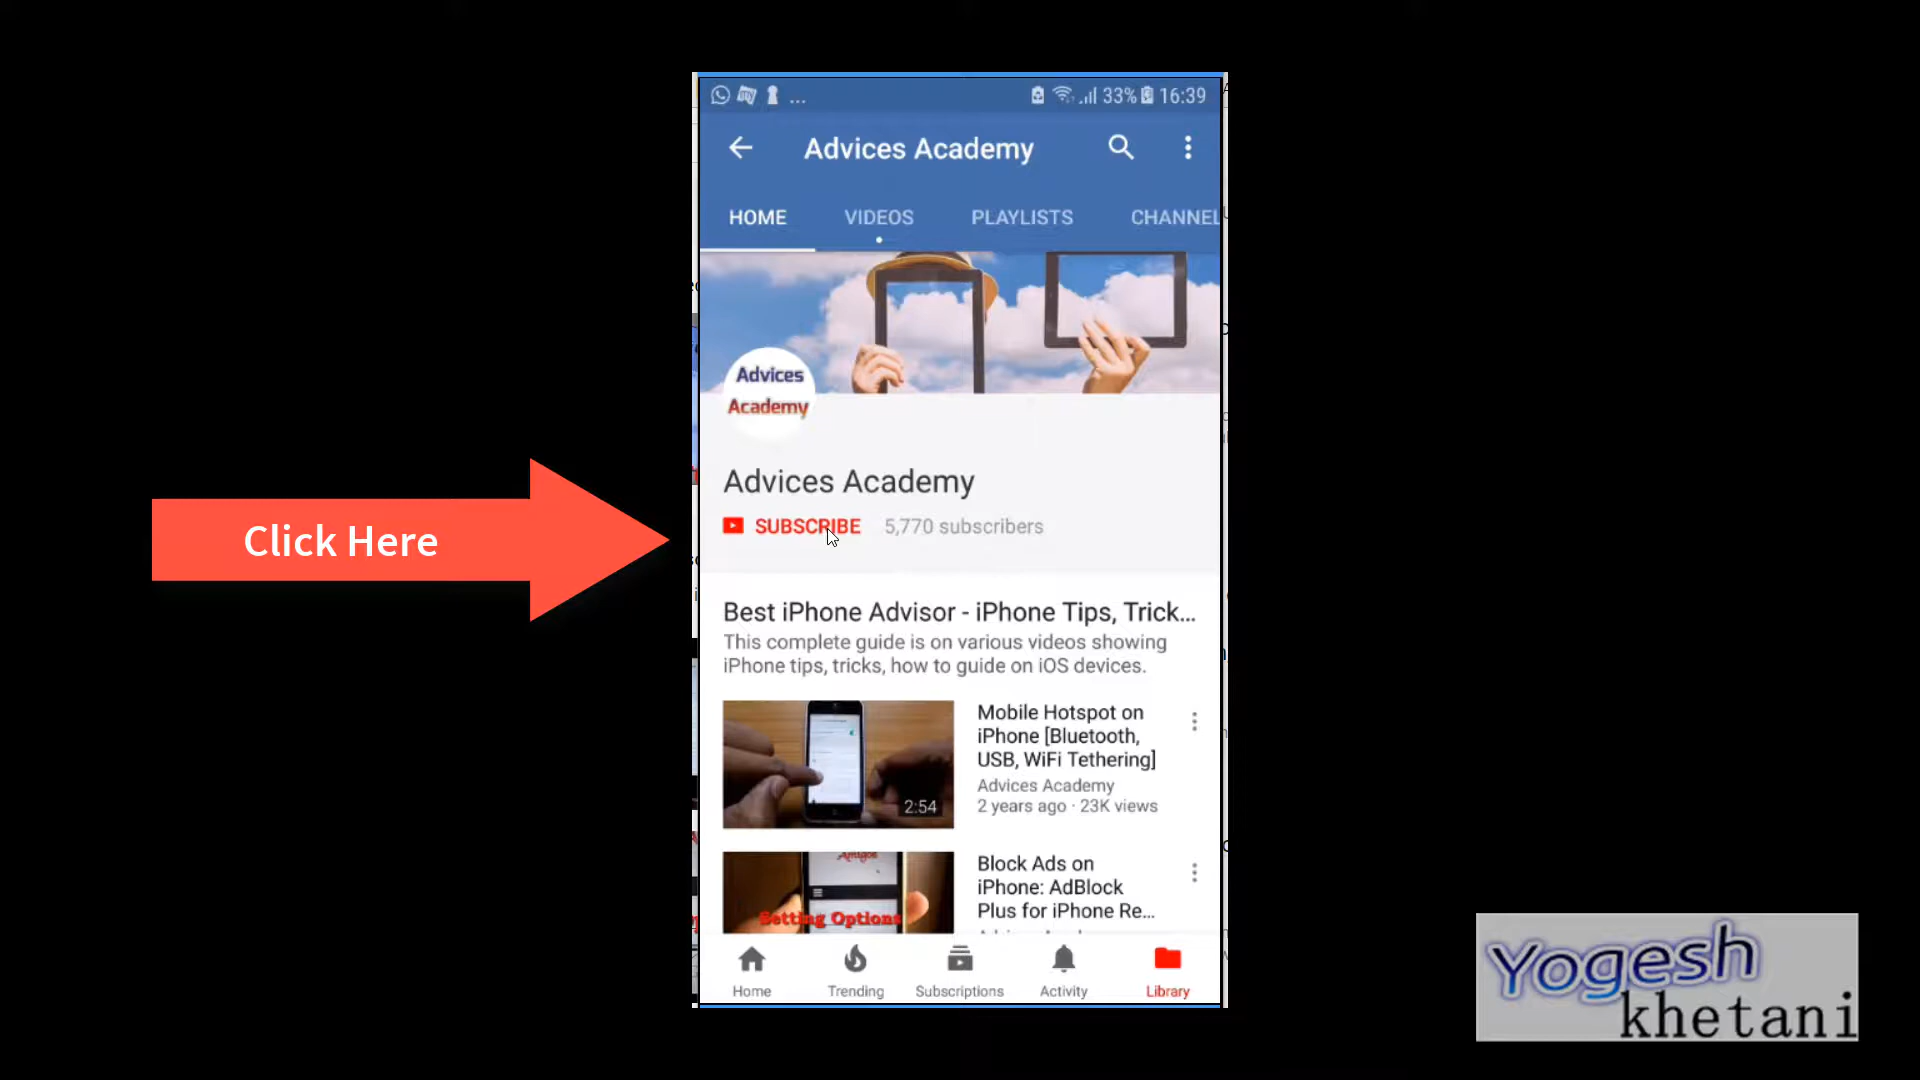 ... 33% 16:39
Advices Academy
HOME VIDEOS PLAYLISTS CHANNEL
Advices
Academy
Advices Academy
SUBSCRIBE 5,770 subscribers
Click Here
Best iPhone Advisor - iPhone Tips, Trick...
This complete guide is on various videos showing
iPhone tips, tricks, how to guide on iOS devices.
Mobile Hotspot on
iPhone [Bluetooth,
USB, WiFi Tethering]
Advices Academy
2 years ago · 23K views
2:54
Block Ads on
iPhone: AdBlock
Plus for iPhone Re...
Amigos
Setting Options
Home Trending Subscriptions Activity Library
Yogesh
khetani